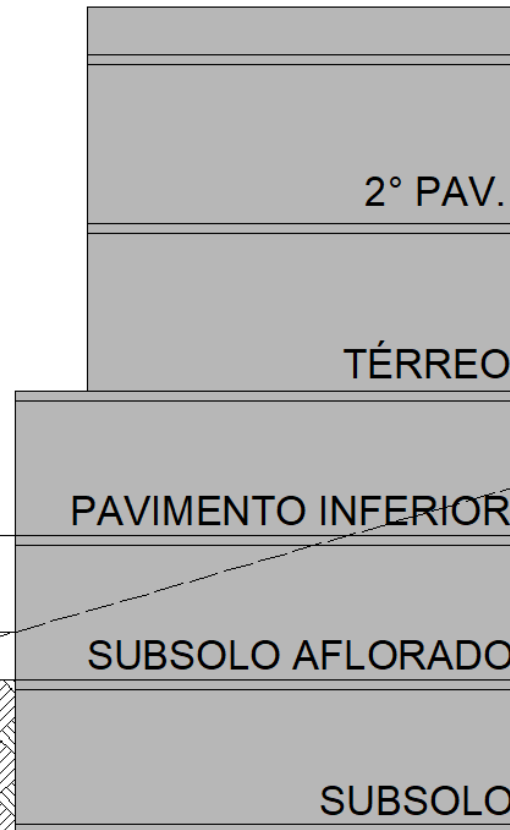 2° PAV.
TÉRREO
PAVIMENTO INFERIOR
SUBSOLO AFLORADO
SUBSOLO